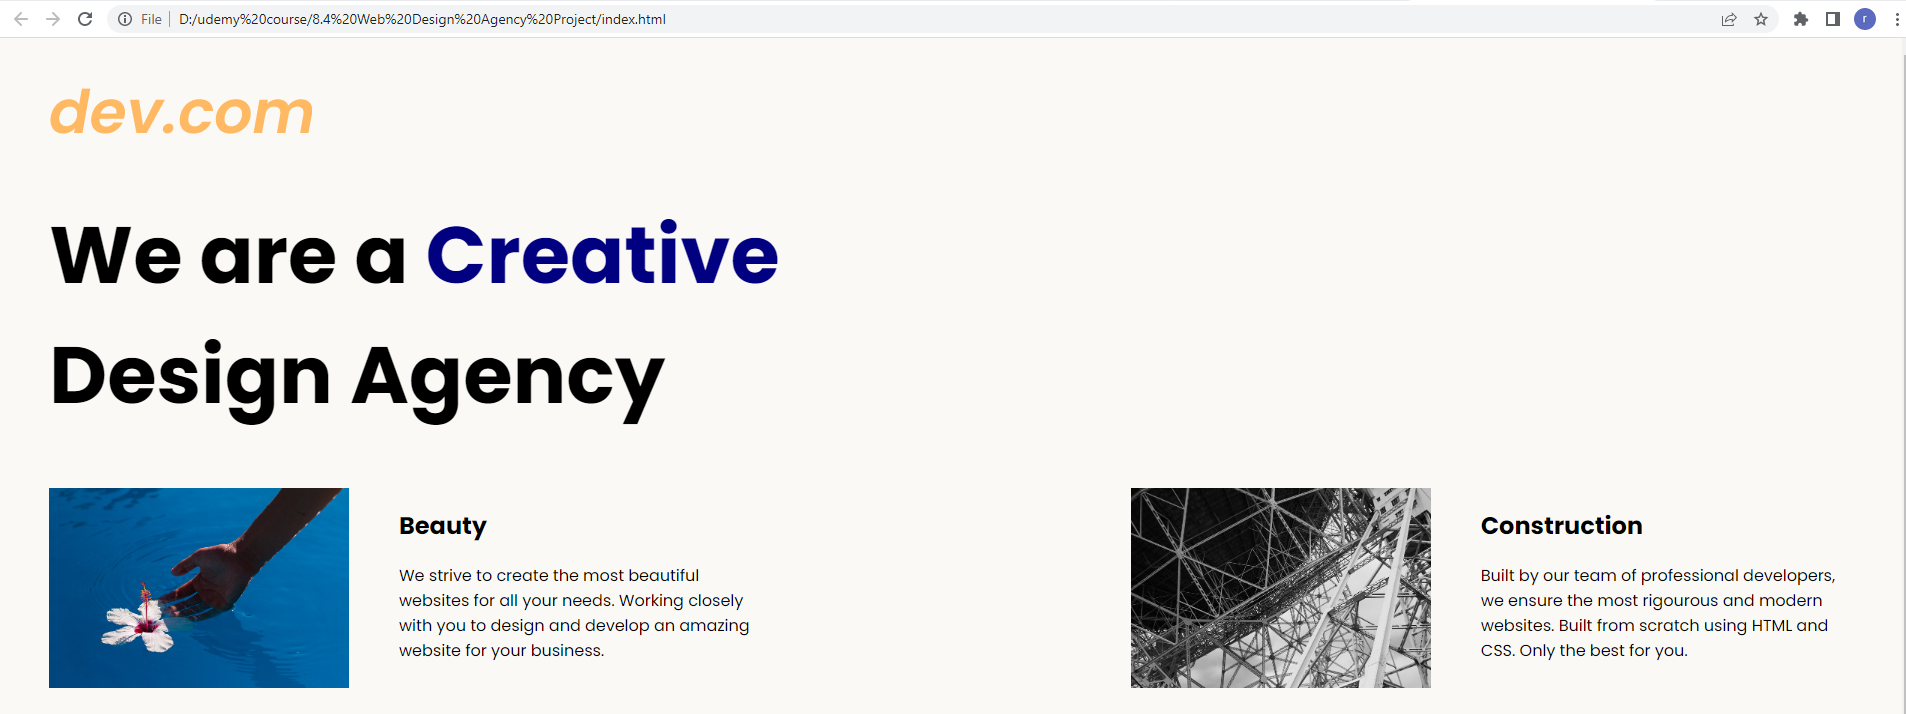 File D:/udemy%20course/8.4%20Web%20Design%20Agency%20Project/index.html
r
dev.com
We are a Creative
Design Agency
Beauty
We strive to create the most beautiful
websites for all your needs. Working closely
with you to design and develop an amazing
website for your business.
Construction
Built by our team of professional developers,
we ensure the most rigourous and modern
websites. Built from scratch using HTML and
CSS. Only the best for you.